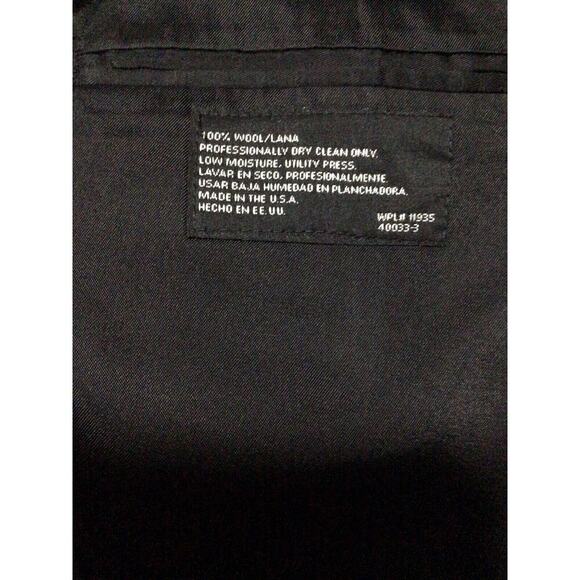 100% WOOL/LANA
PROFESSIONALLY DRY CLEAN ONLY.
LOW MOISTURE, UTILITY PRESS.
LAVAR EN SECO, PROFESIONALMENTE.
USAR BAJA HUMEDAD EN PLANCHADORA.
MADE IN THE U.S.A.
HECHO EN EE.UU.
WPL# 11935
40033-3